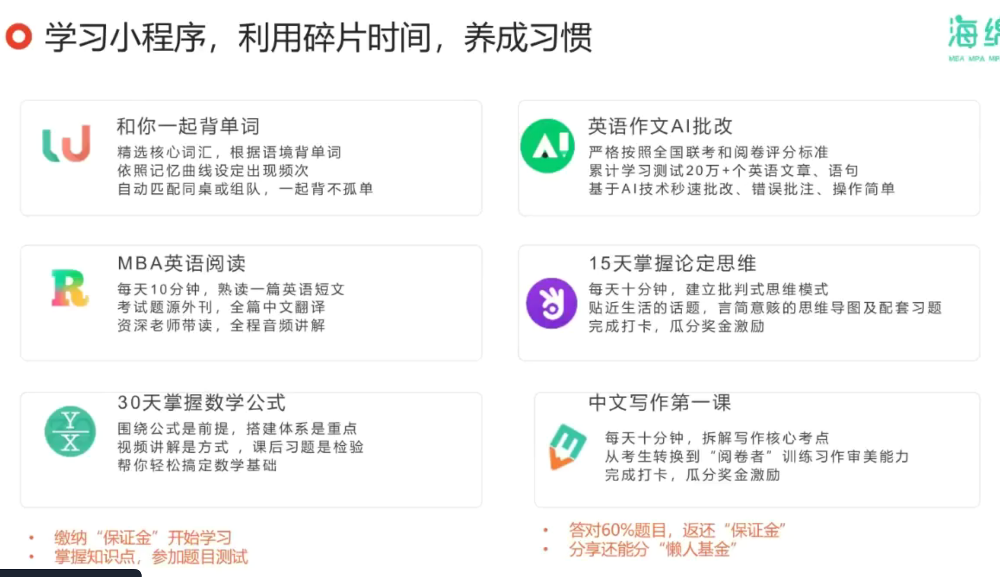 学习小程序，利用碎片时间，养成习惯
海绵
MBA MPA MP
和你一起背单词
精选核心词汇，根据语境背单词
依照记忆曲线设定出现频次
自动匹配同桌或组队，一起背不孤单
英语作文AI批改
严格按照全国联考和阅卷评分标准
累计学习测试20万+个英语文章、语句
基于AI技术秒速批改、错误批注、操作简单
MBA英语阅读
每天10分钟，熟读一篇英语短文
考试题源外刊，全篇中文翻译
资深老师带读，全程音频讲解
15天掌握论定思维
每天十分钟，建立批判式思维模式
贴近生活的话题，言简意赅的思维导图及配套习题
完成打卡，瓜分奖金激励
30天掌握数学公式
围绕公式是前提，搭建体系是重点
视频讲解是方式 ，课后习题是检验
帮你轻松搞定数学基础
中文写作第一课
每天十分钟，拆解写作核心考点
从考生转换到“阅卷者”训练习作审美能力
完成打卡，瓜分奖金激励
• 缴纳“保证金”开始学习
• 掌握知识点，参加题目测试
• 答对60%题目，返还“保证金”
• 分享还能分“懒人基金”